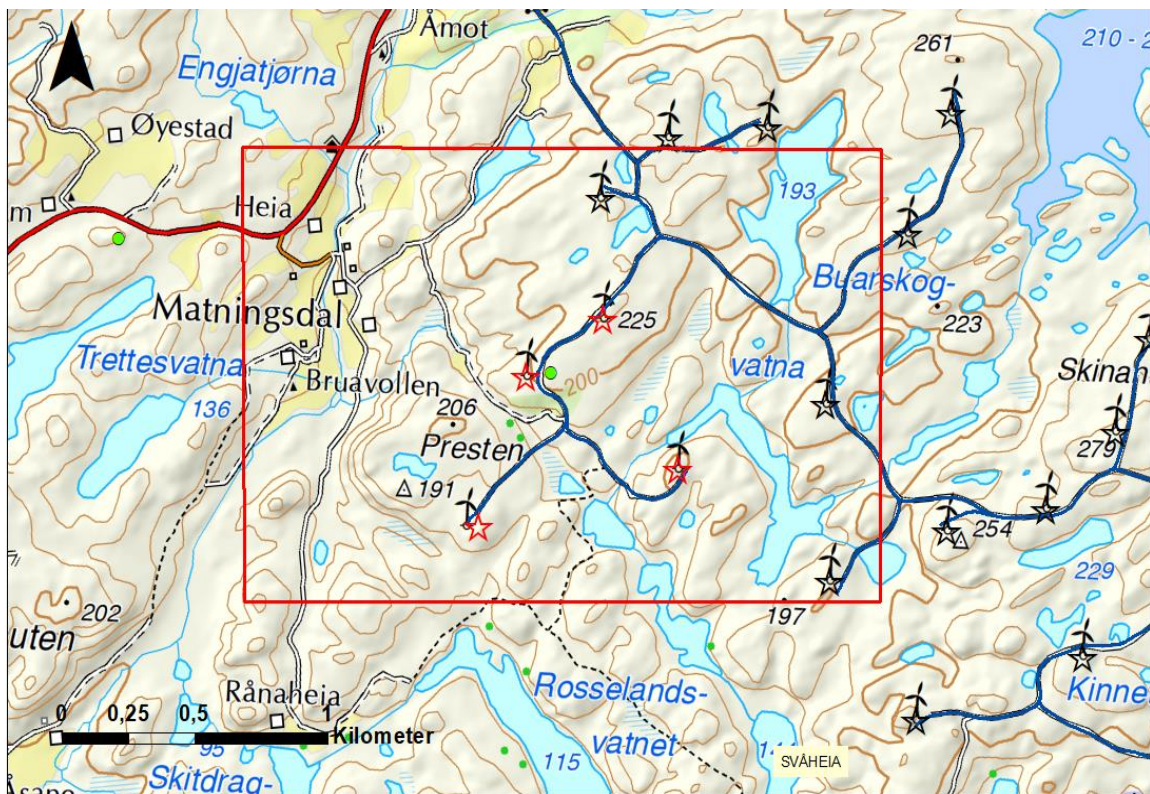 Åmot
261
210 - 2
Engjatjørna
Øyestad
193
m
Heia
Buarskog-
Matningsdal
225
223
Trettesvatna
vatna
Skinan
136
Bruavollen
200
206
Presten
279
191
254
229
202
197
uten
Rånaheia
Rosselands-
Kinne
0 0,25 0,5 1
Kilometer
95
vatnet
115
SVÅHEIA
Skitdrag-